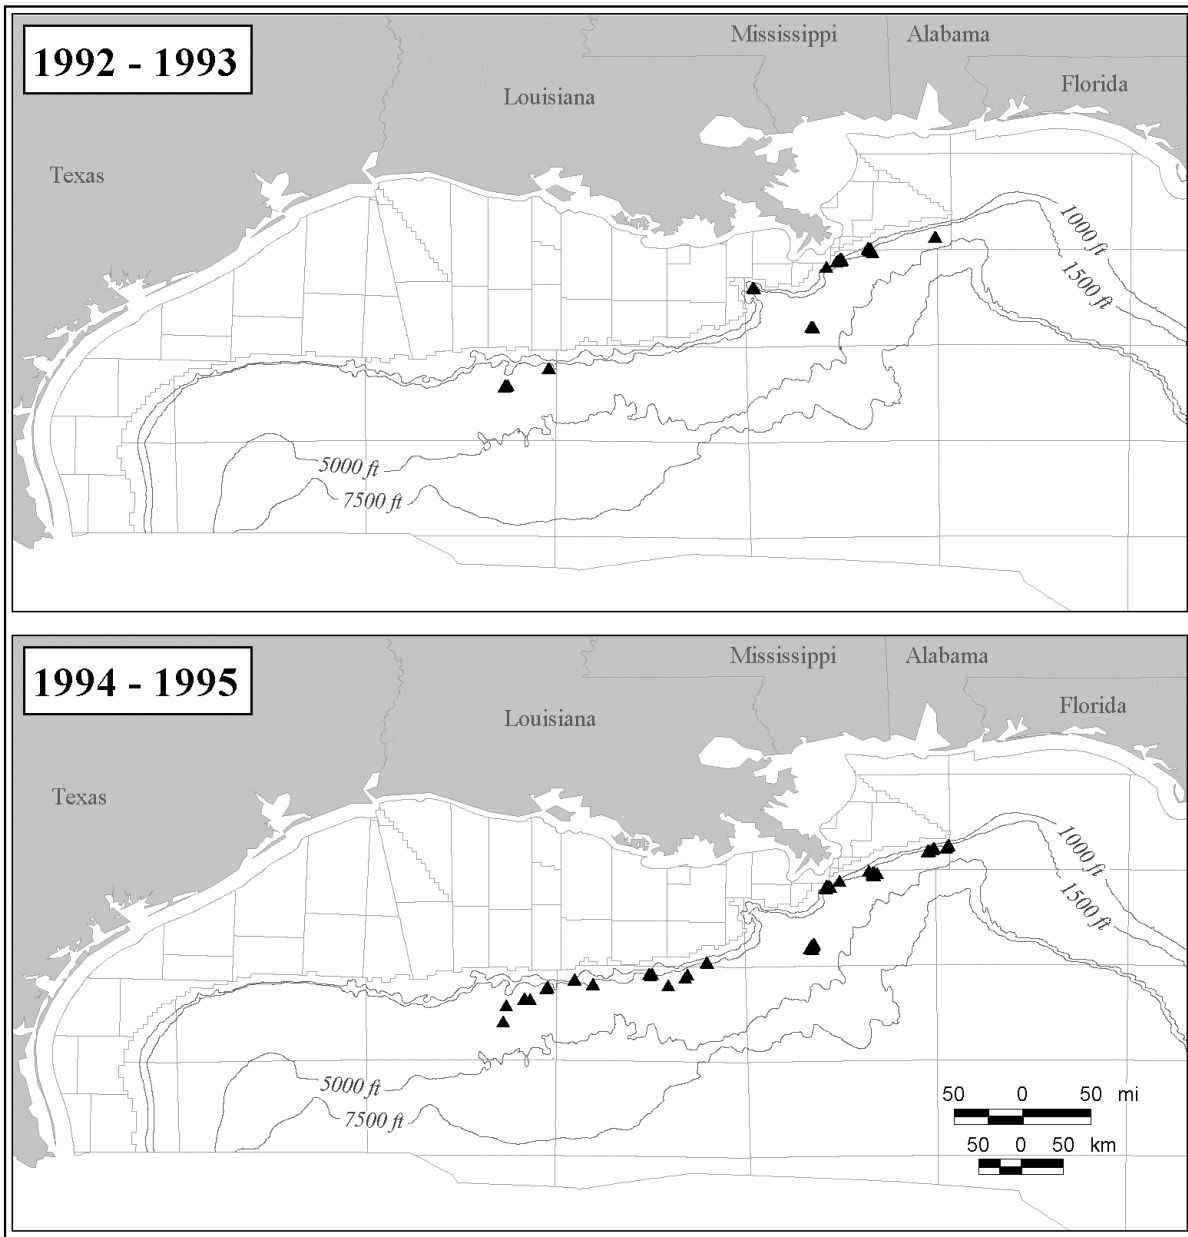 1992 - 1993
Mississippi
Alabama
Louisiana
Florida
Texas
1000 ft
1500 ft
5000 ft
7500 ft
1994 - 1995
Mississippi
Alabama
Louisiana
Florida
Texas
1000 ft
1500 ft
5000 ft
7500 ft
50 0 50 mi
50 0 50 km